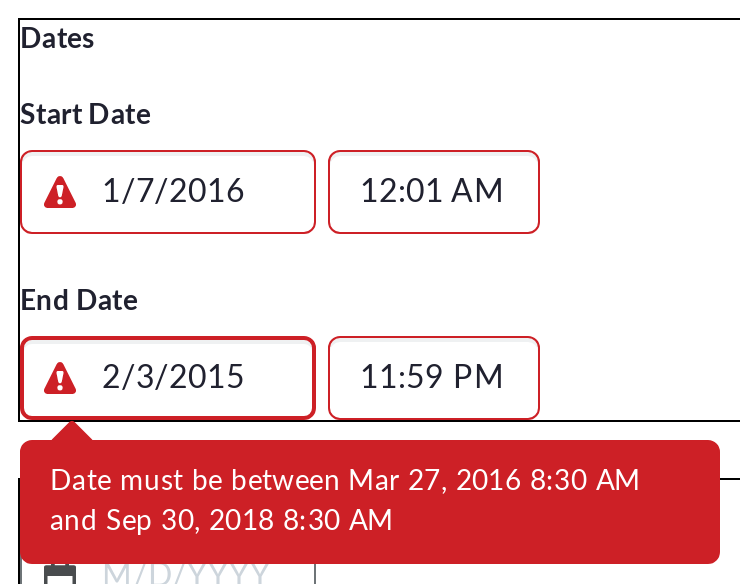 Dates
Start Date
1/7/2016 12:01 AM
End Date
2/3/2015 11:59 PM
Date must be between Mar 27, 2016 8:30 AM
and Sep 30, 2018 8:30 AM
M/D/YYYY